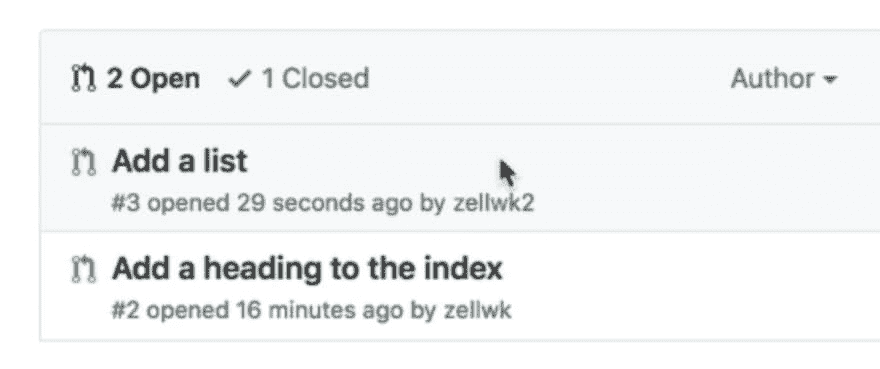 2 Open 1 Closed Author
Add a list
#3 opened 29 seconds ago by zellwk2
Add a heading to the index
#2 opened 16 minutes ago by zellwk